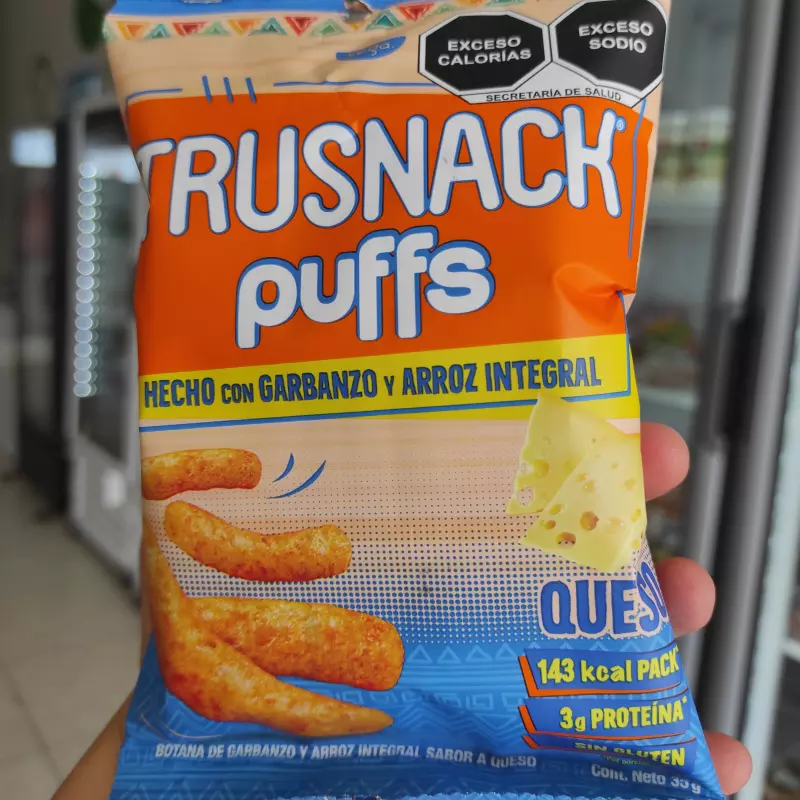 EXCESO
CALORÍAS
EXCESO
SODIO
SECRETARÍA DE SALUD
TRUSNACK®
puffs
HECHO CON GARBANZO Y ARROZ INTEGRAL
QUESO
143 kcal PACK*
3g PROTEÍNA*
SIN GLUTEN
BOTANA DE GARBANZO Y ARROZ INTEGRAL SABOR A QUESO
Cont. Neto 35 g